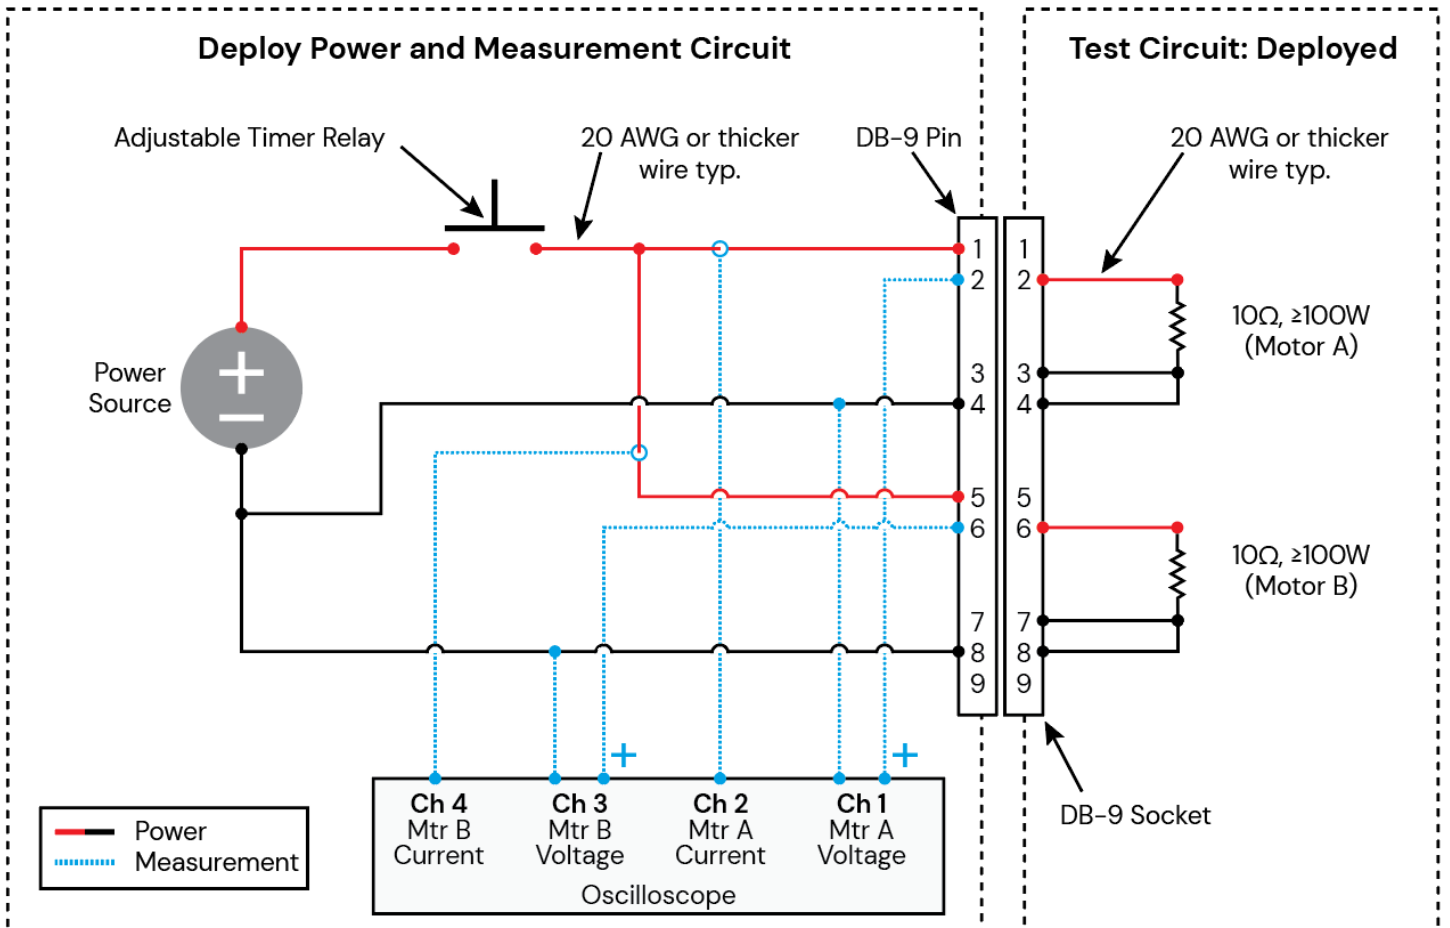 Deploy Power and Measurement Circuit
Test Circuit: Deployed
Adjustable Timer Relay
20 AWG or thicker
wire typ.
DB-9 Pin
20 AWG or thicker
wire typ.
1
2
3
4
5
6
7
8
9
1
2
3
4
5
6
7
8
9
10Ω, ≥100W
(Motor A)
Power
Source
+
−
10Ω, ≥100W
(Motor B)
+
+
Ch 4
Mtr B
Current
Ch 3
Mtr B
Voltage
Ch 2
Mtr A
Current
Ch 1
Mtr A
Voltage
Oscilloscope
DB-9 Socket
Power
Measurement